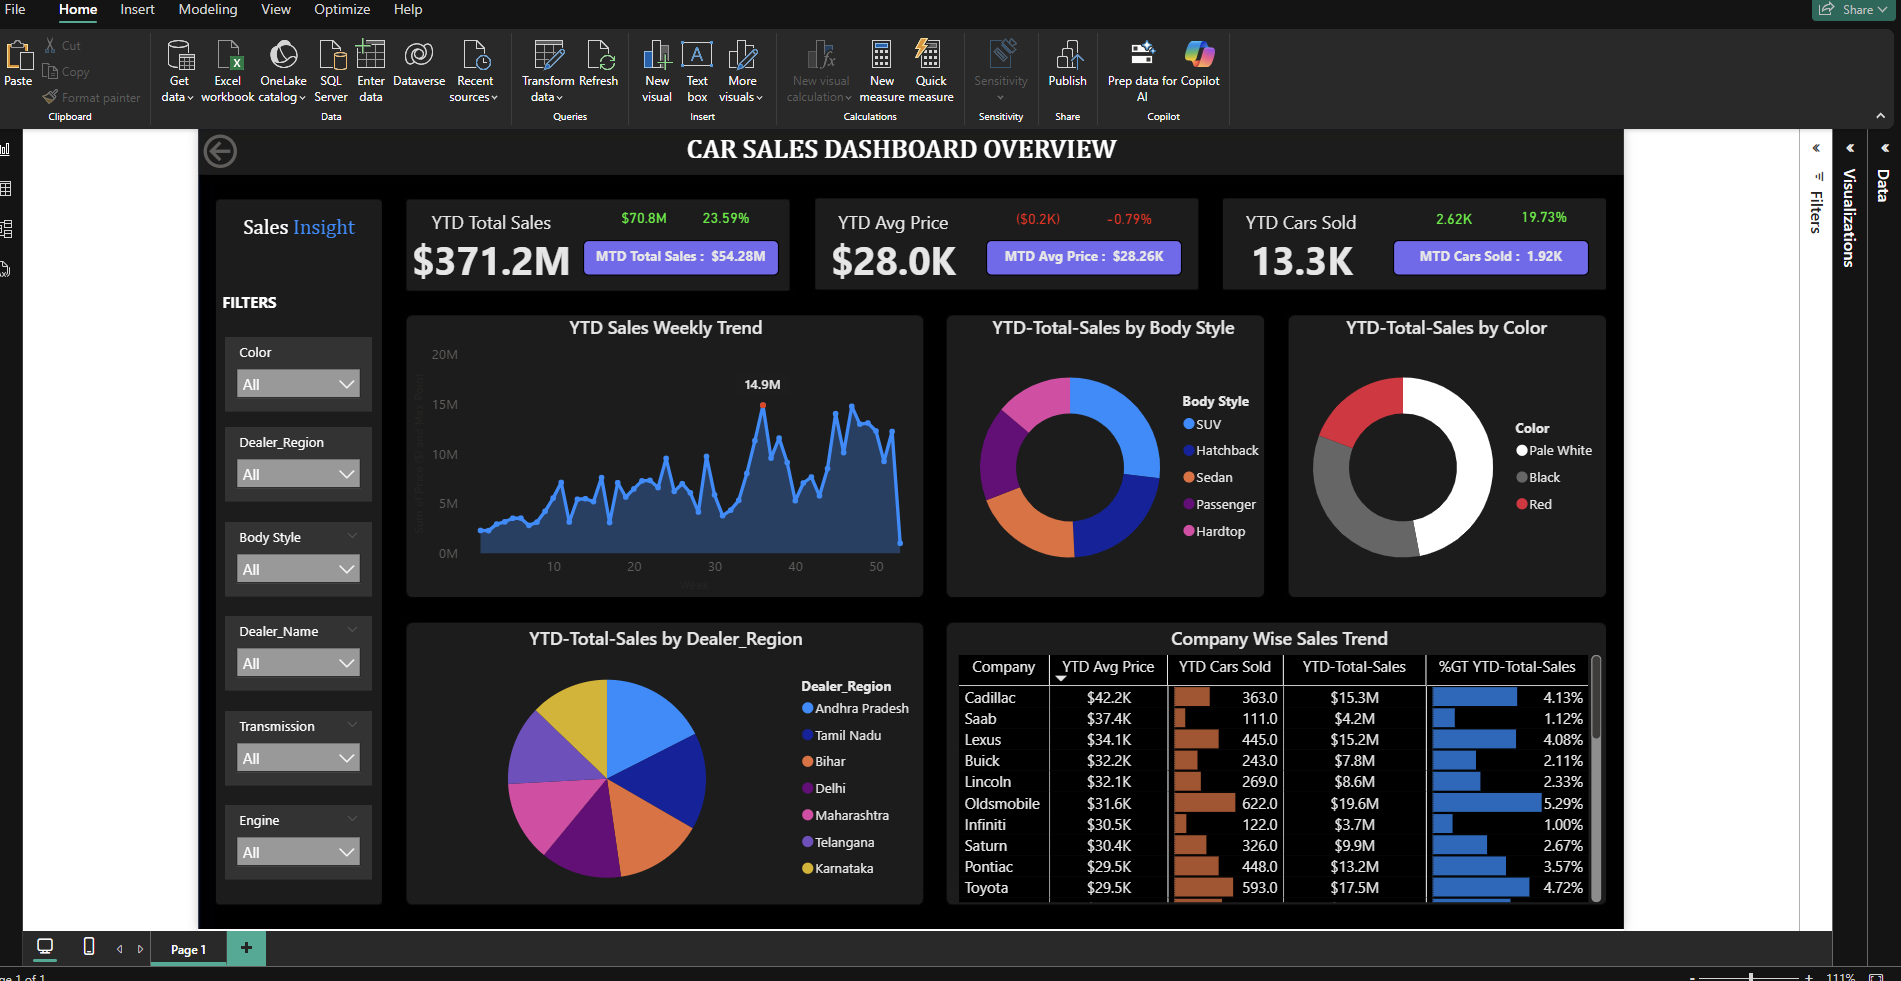 File Home Insert Modeling View Optimize Help
Share
Paste
Cut
Copy
Format painter
Clipboard
Get data
Excel workbook
OneLake catalog
SQL Server
Enter data
Dataverse
Recent sources
Data
Transform data
Refresh
Queries
New visual
Text box
More visuals
Insert
New visual calculation
New measure
Quick measure
Calculations
Sensitivity
Sensitivity
Publish
Share
Prep data for AI
Copilot
Copilot
CAR SALES DASHBOARD OVERVIEW
Sales Insight
FILTERS
Color
All
Dealer_Region
All
Body Style
All
Dealer_Name
All
Transmission
All
Engine
All
YTD Total Sales $70.8M 23.59%
$371.2M MTD Total Sales : $54.28M
YTD Avg Price ($0.2K) -0.79%
$28.0K MTD Avg Price : $28.26K
YTD Cars Sold 2.62K 19.73%
13.3K MTD Cars Sold : 1.92K
YTD Sales Weekly Trend
20M
15M
10M
5M
0M
14.9M
10 20 30 40 50
Week
YTD-Total-Sales by Body Style
Body Style
SUV
Hatchback
Sedan
Passenger
Hardtop
YTD-Total-Sales by Color
Color
Pale White
Black
Red
YTD-Total-Sales by Dealer_Region
Dealer_Region
Andhra Pradesh
Tamil Nadu
Bihar
Delhi
Maharashtra
Telangana
Karnataka
Company Wise Sales Trend
Company YTD Avg Price YTD Cars Sold YTD-Total-Sales %GT YTD-Total-Sales
Cadillac $42.2K 363.0 $15.3M 4.13%
Saab $37.4K 111.0 $4.2M 1.12%
Lexus $34.1K 445.0 $15.2M 4.08%
Buick $32.2K 243.0 $7.8M 2.11%
Lincoln $32.1K 269.0 $8.6M 2.33%
Oldsmobile $31.6K 622.0 $19.6M 5.29%
Infiniti $30.5K 122.0 $3.7M 1.00%
Saturn $30.4K 326.0 $9.9M 2.67%
Pontiac $29.5K 448.0 $13.2M 3.57%
Toyota $29.5K 593.0 $17.5M 4.72%
Filters
Visualizations
Data
Page 1
ge 1 of 1
- + 111%